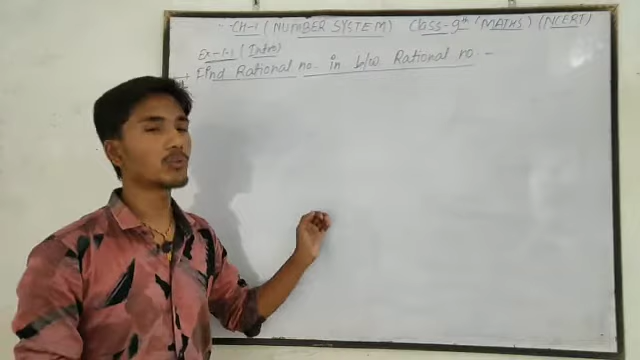 Ch-1 (NUMBER SYSTEM) Class-9th (MATHS) (NCERT)
Ex-1.1 (Intro)
Find Rational no. in b/w Rational no. -